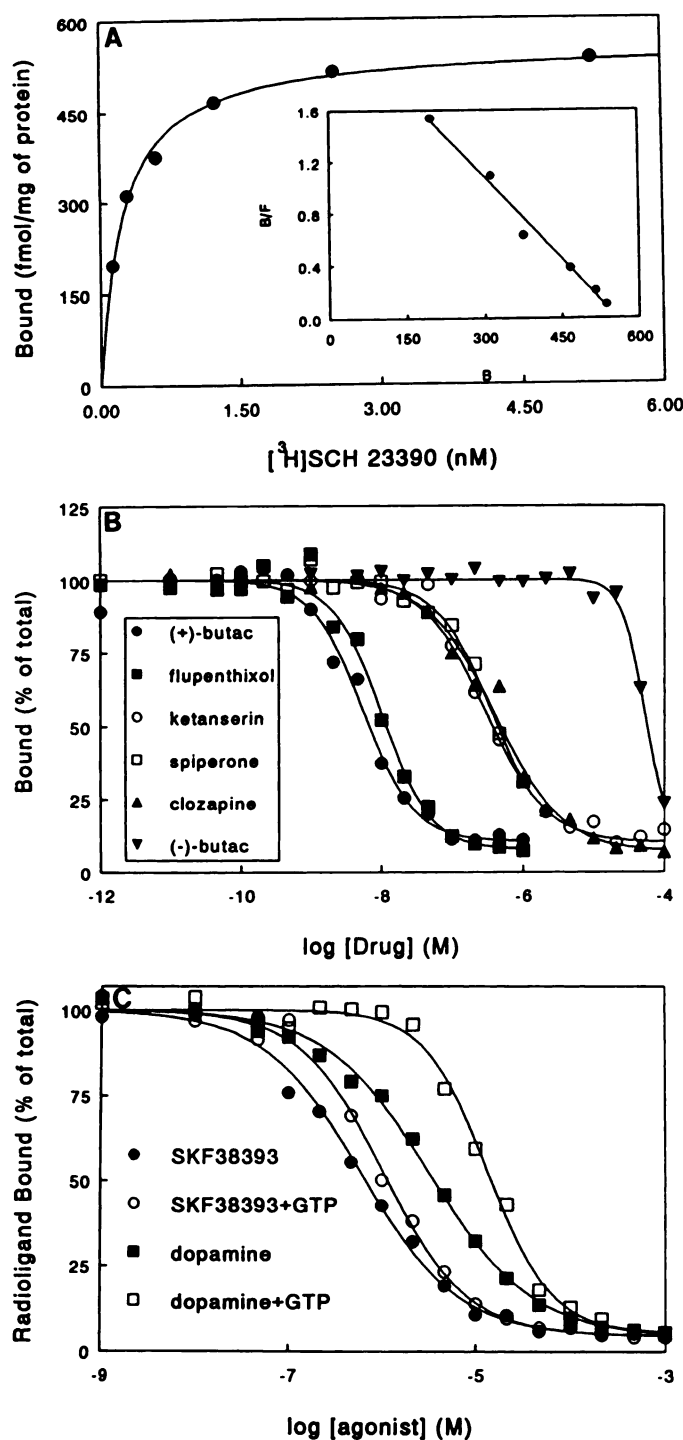 A
600
450
300
150
0
Bound (fmol/mg of protein)
0.00
1.50
3.00
4.50
6.00
[³H]SCH 23390 (nM)
1.6
1.2
0.8
0.4
0.0
B/F
0
150
300
450
600
B
B
125
100
75
50
25
0
Bound (% of total)
(+)-butac
flupenthixol
ketanserin
spiperone
clozapine
(-)-butac
-12
-10
-8
-6
-4
log [Drug] (M)
C
100
75
50
25
0
Radioligand Bound (% of total)
SKF38393
SKF38393+GTP
dopamine
dopamine+GTP
-9
-7
-5
-3
log [agonist] (M)